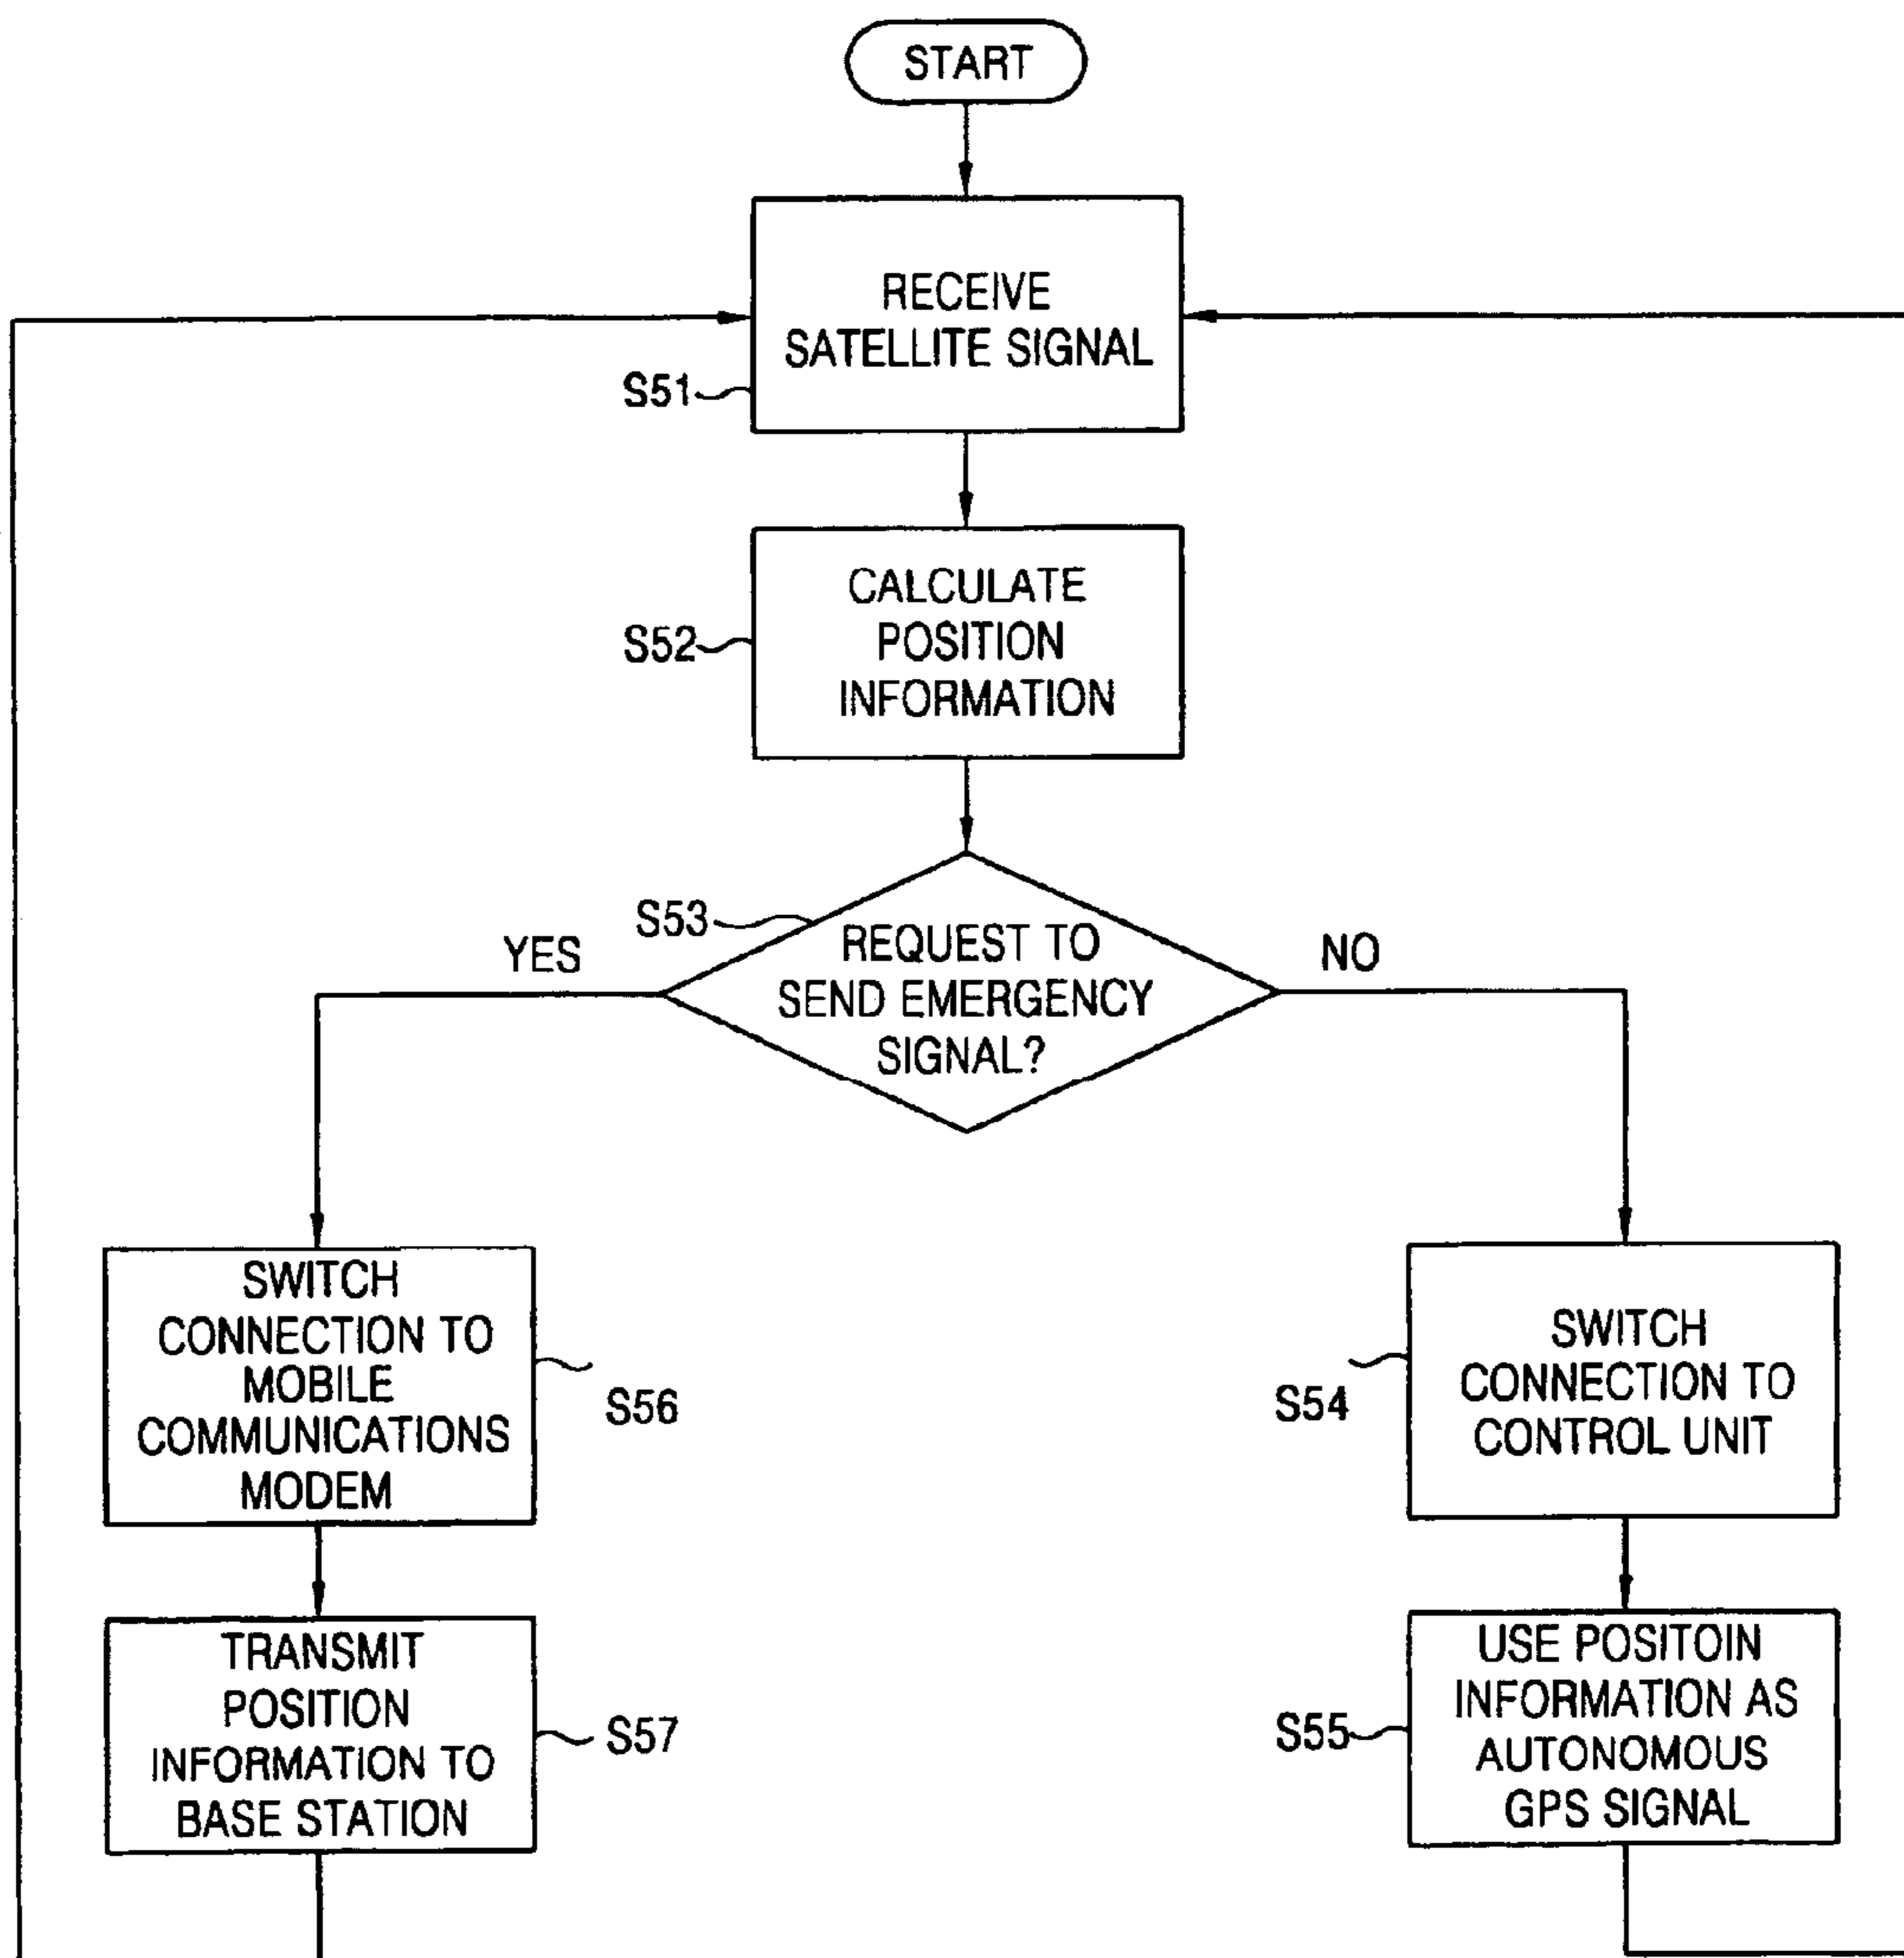 START
RECEIVE
SATELLITE SIGNAL
S51
CALCULATE
POSITION
INFORMATION
S52
S53
REQUEST TO
SEND EMERGENCY
SIGNAL?
YES
NO
SWITCH
CONNECTION TO
MOBILE
COMMUNICATIONS
MODEM
S56
SWITCH
CONNECTION TO
CONTROL UNIT
S54
TRANSMIT
POSITION
INFORMATION TO
BASE STATION
S57
USE POSITOIN
INFORMATION AS
AUTONOMOUS
GPS SIGNAL
S55